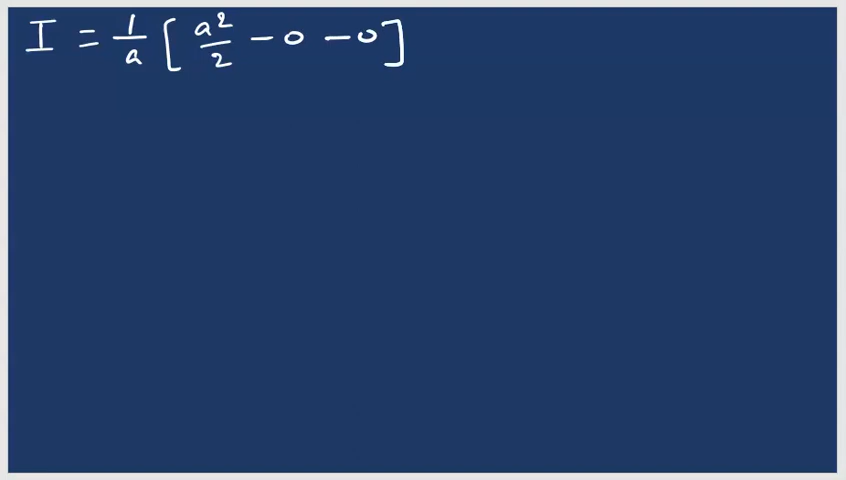 I = 1/a [ a²/2 - 0 - 0 ]